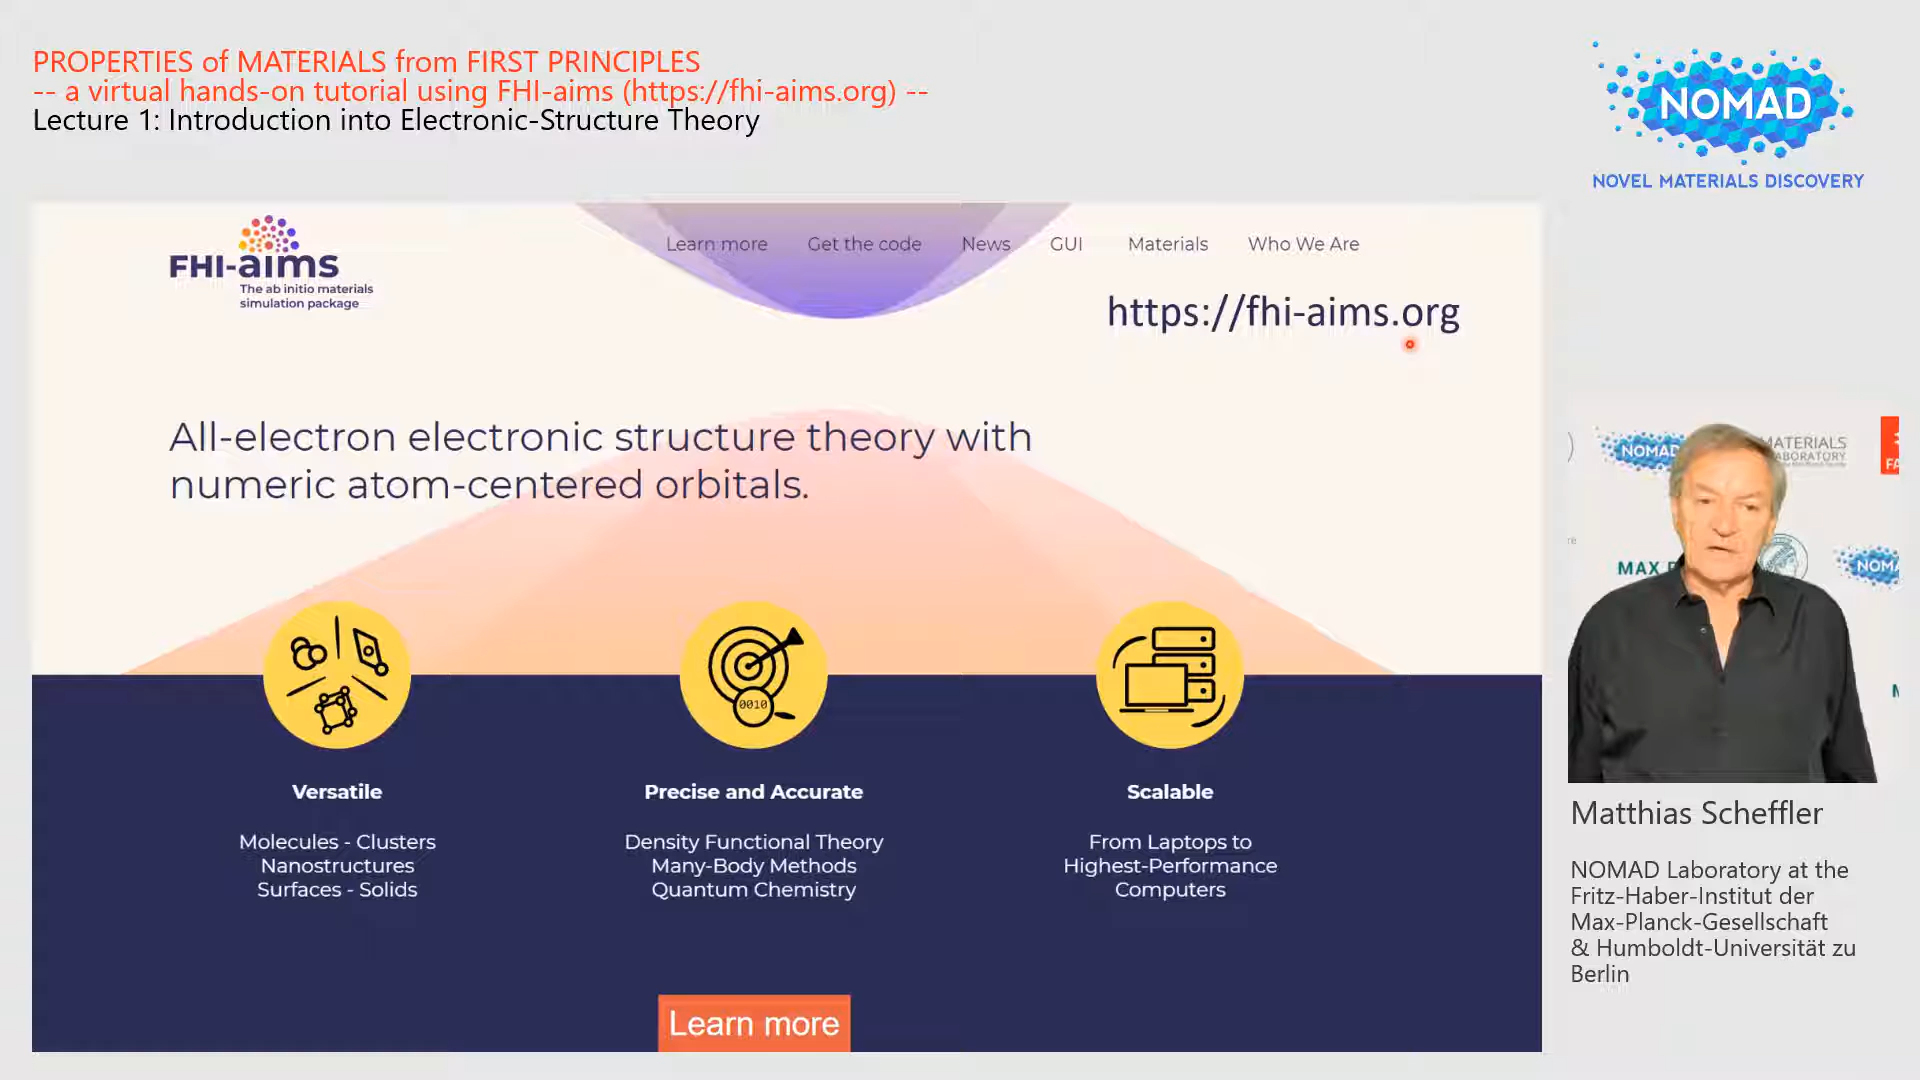 PROPERTIES of MATERIALS from FIRST PRINCIPLES
-- a virtual hands-on tutorial using FHI-aims (https://fhi-aims.org) --
Lecture 1: Introduction into Electronic-Structure Theory
NOMAD
NOVEL MATERIALS DISCOVERY
FHI-aims
The ab initio materials
simulation package
Learn more
Get the code
News
GUI
Materials
Who We Are
https://fhi-aims.org
All-electron electronic structure theory with
numeric atom-centered orbitals.
0010
Versatile
Molecules - Clusters
Nanostructures
Surfaces - Solids
Precise and Accurate
Density Functional Theory
Many-Body Methods
Quantum Chemistry
Scalable
From Laptops to
Highest-Performance
Computers
Learn more
NOMAD
MATERIALS
MAX
Matthias Scheffler
NOMAD Laboratory at the
Fritz-Haber-Institut der
Max-Planck-Gesellschaft
& Humboldt-Universität zu
Berlin